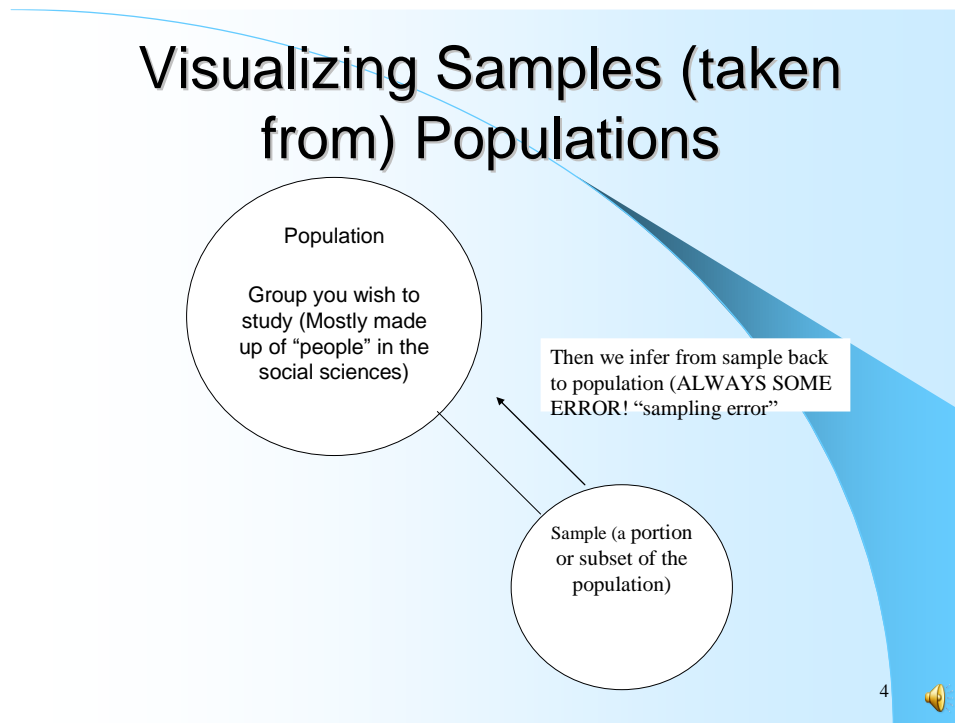 Visualizing Samples (taken
from) Populations
Population
Group you wish to
study (Mostly made
up of “people” in the
social sciences)
Then we infer from sample back
to population (ALWAYS SOME
ERROR! “sampling error”
Sample (a portion
or subset of the
population)
4